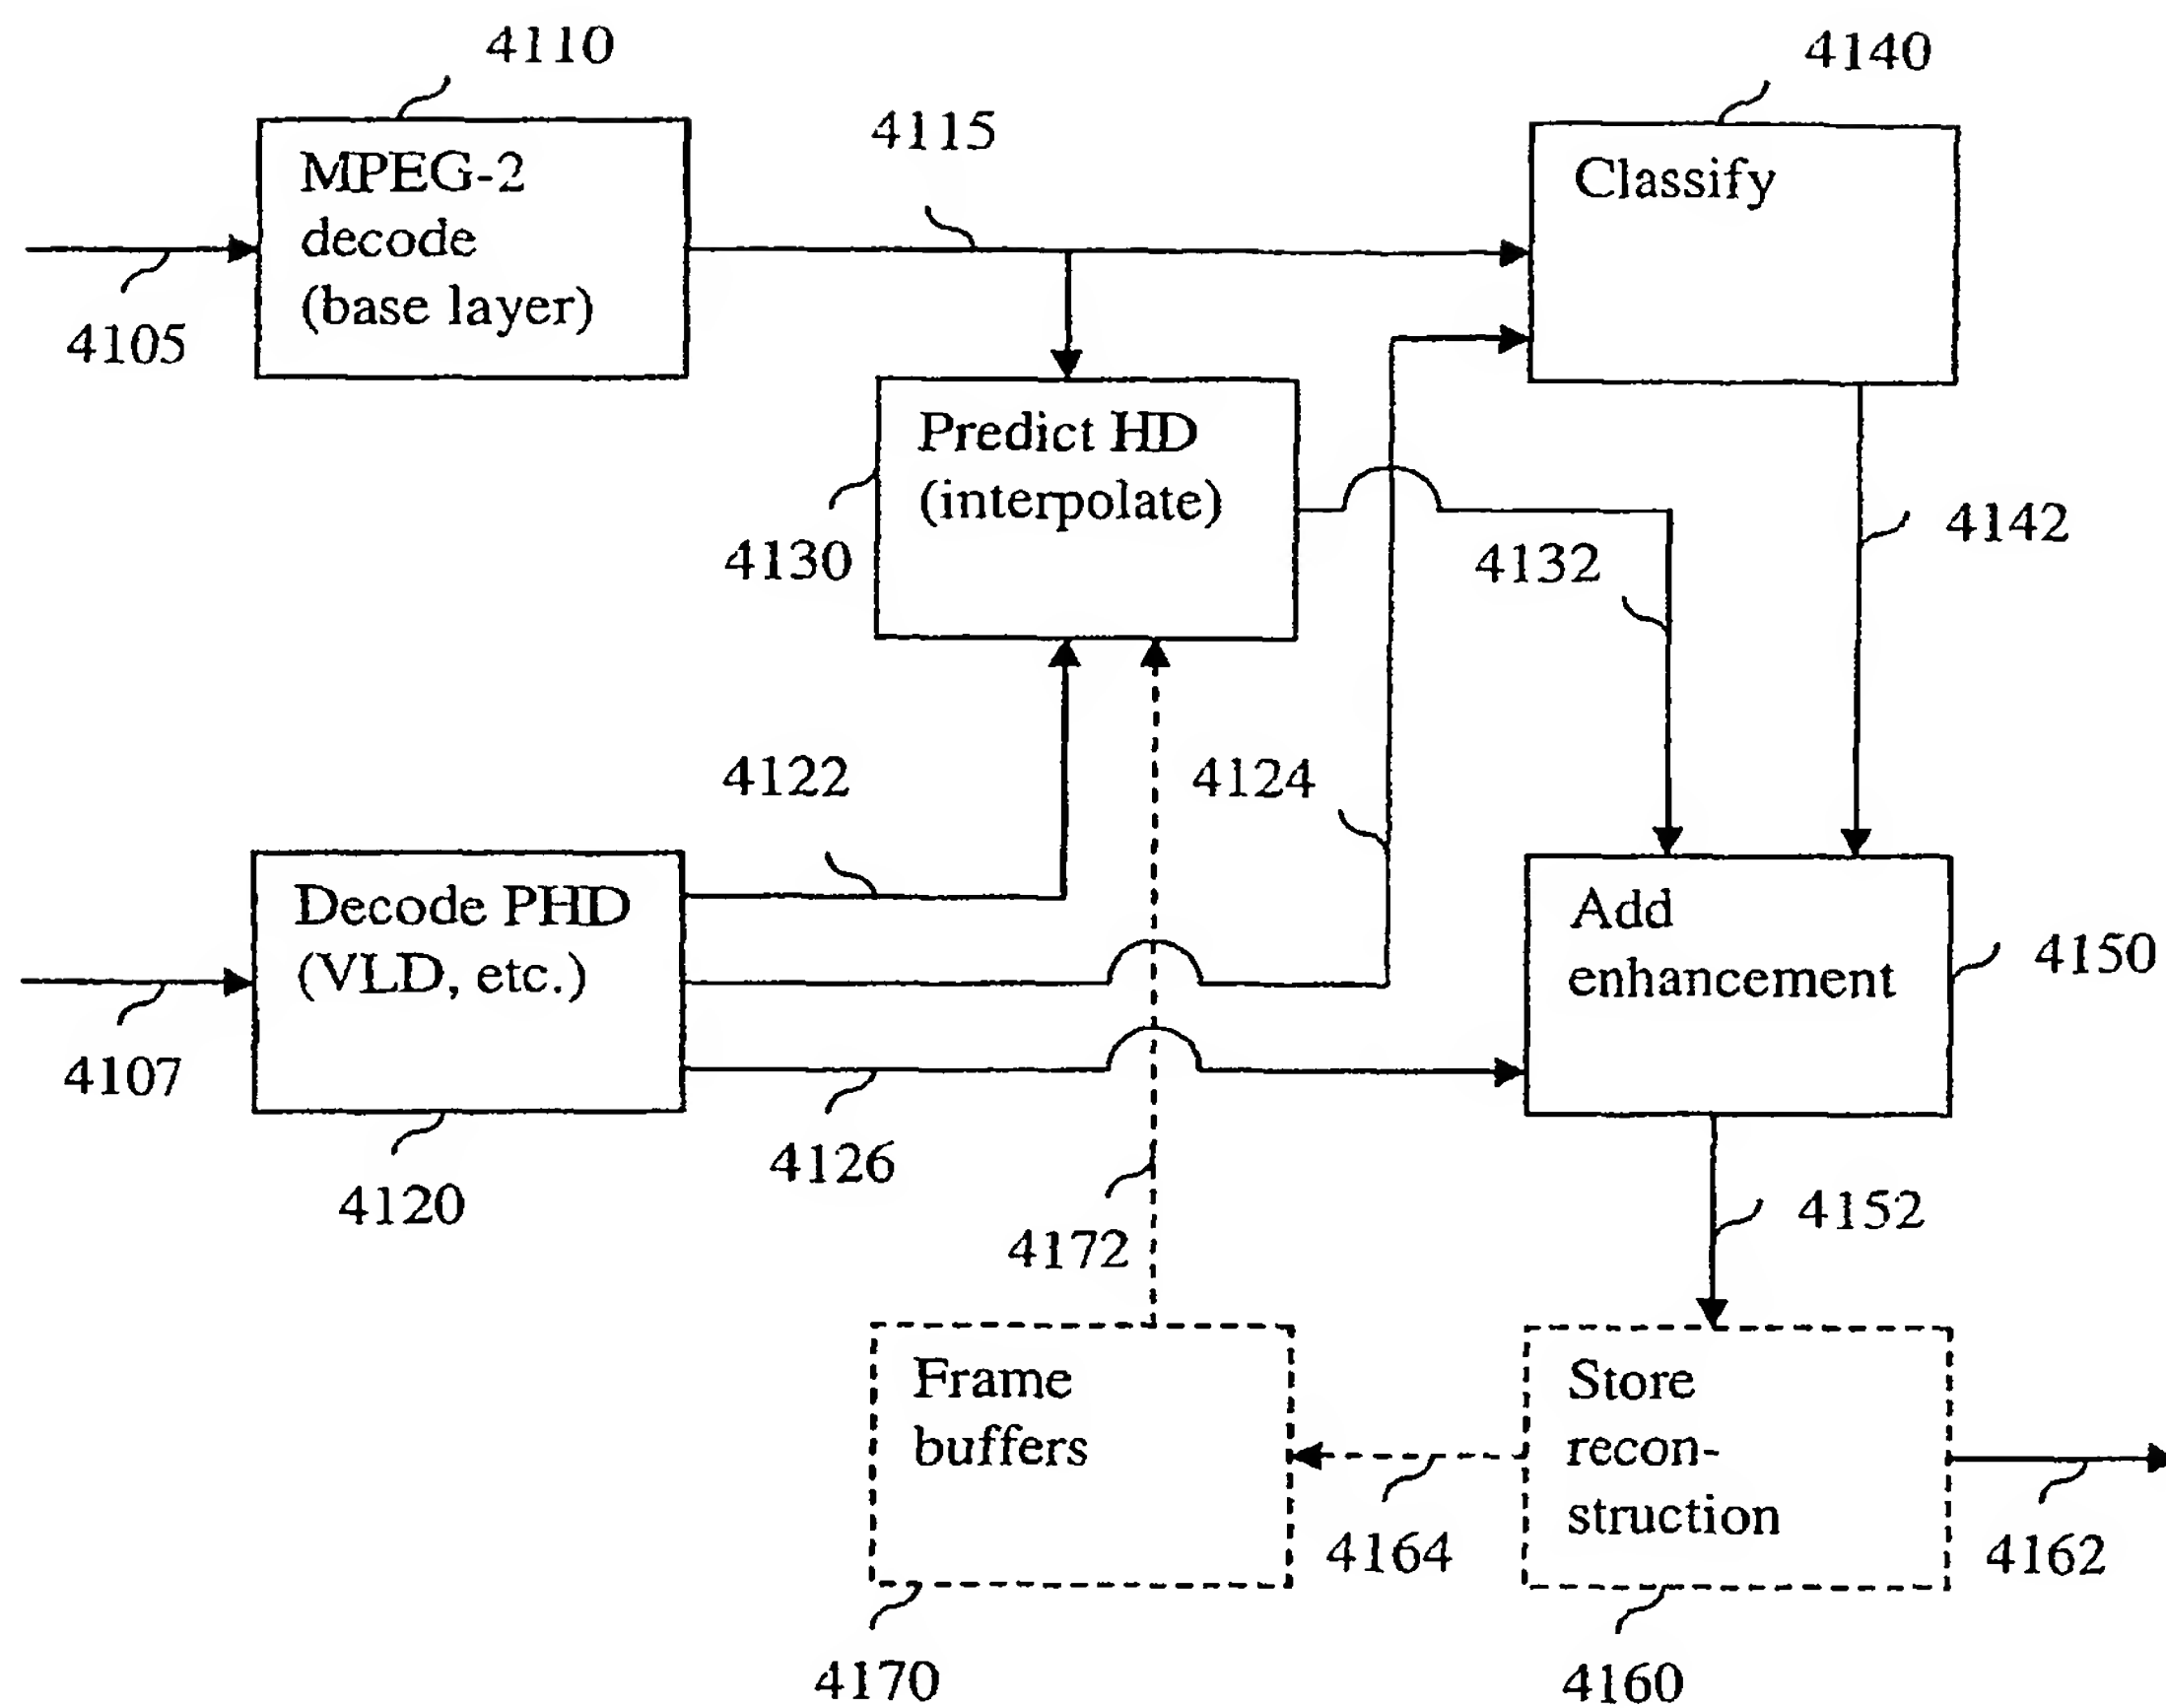 4110
4140
4115
MPEG-2
decode
(base layer)
Classify
4105
Predict HD
(interpolate)
4130
4132
4142
4122
4124
Decode PHD
(VLD, etc.)
Add
enhancement
4150
4107
4126
4120
4172
4152
Frame
buffers
Store
recon-
struction
4164
4162
4170
4160